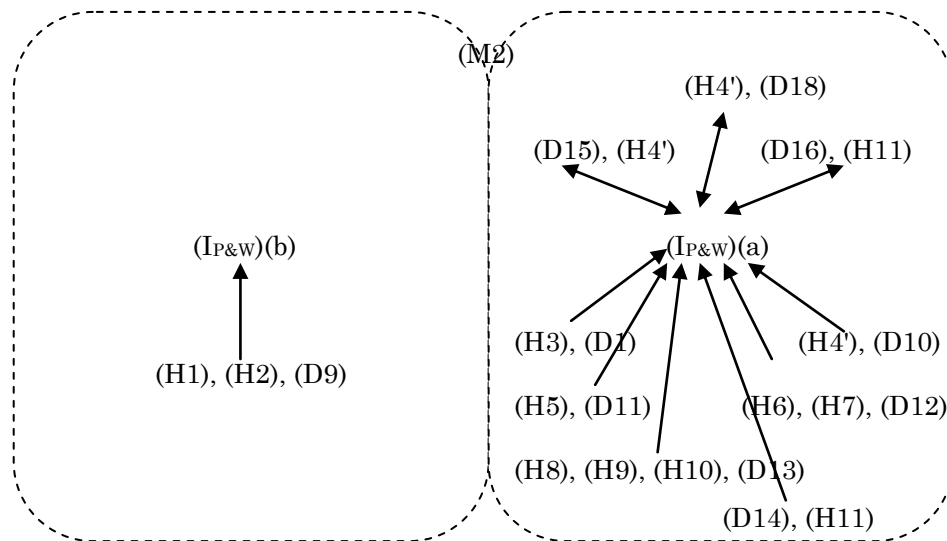 (M2)
(H4'), (D18)
(D15), (H4')
(D16), (H11)
(IP&W)(b)
(IP&W)(a)
(H3), (D1)
(H4'), (D10)
(H1), (H2), (D9)
(H5), (D11)
(H6), (H7), (D12)
(H8), (H9), (H10), (D13)
(D14), (H11)